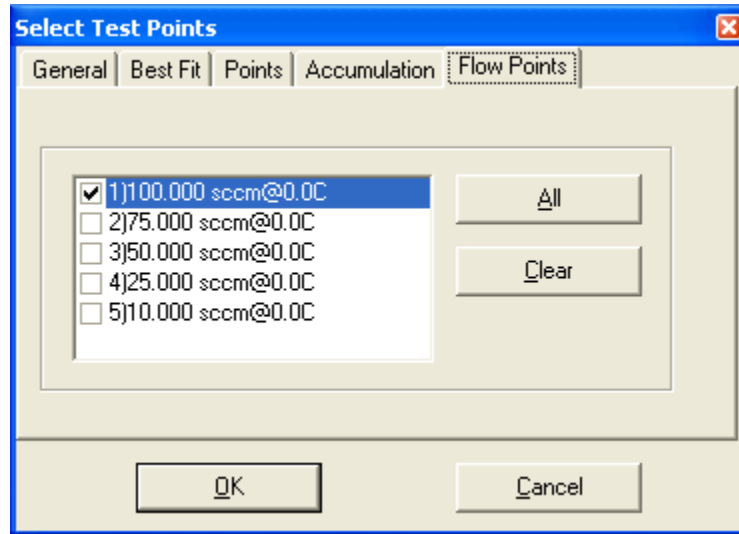 Select Test Points
General Best Fit Points Accumulation Flow Points
1)100.000 sccm@0.0C
2)75.000 sccm@0.0C
3)50.000 sccm@0.0C
4)25.000 sccm@0.0C
5)10.000 sccm@0.0C
All
Clear
OK Cancel